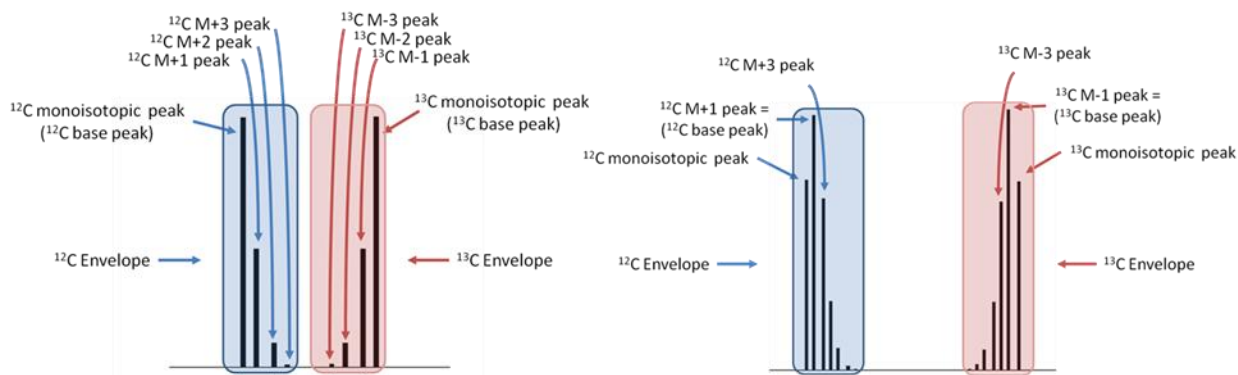 ¹²C M+3 peak
¹²C M+2 peak
¹²C M+1 peak
¹³C M-3 peak
¹³C M-2 peak
¹³C M-1 peak
¹²C monoisotopic peak
(¹²C base peak)
¹³C monoisotopic peak
(¹³C base peak)
¹²C Envelope
¹³C Envelope
¹²C M+3 peak
¹³C M-3 peak
¹²C M+1 peak =
(¹²C base peak)
¹³C M-1 peak =
(¹³C base peak)
¹²C monoisotopic peak
¹³C monoisotopic peak
¹²C Envelope
¹³C Envelope